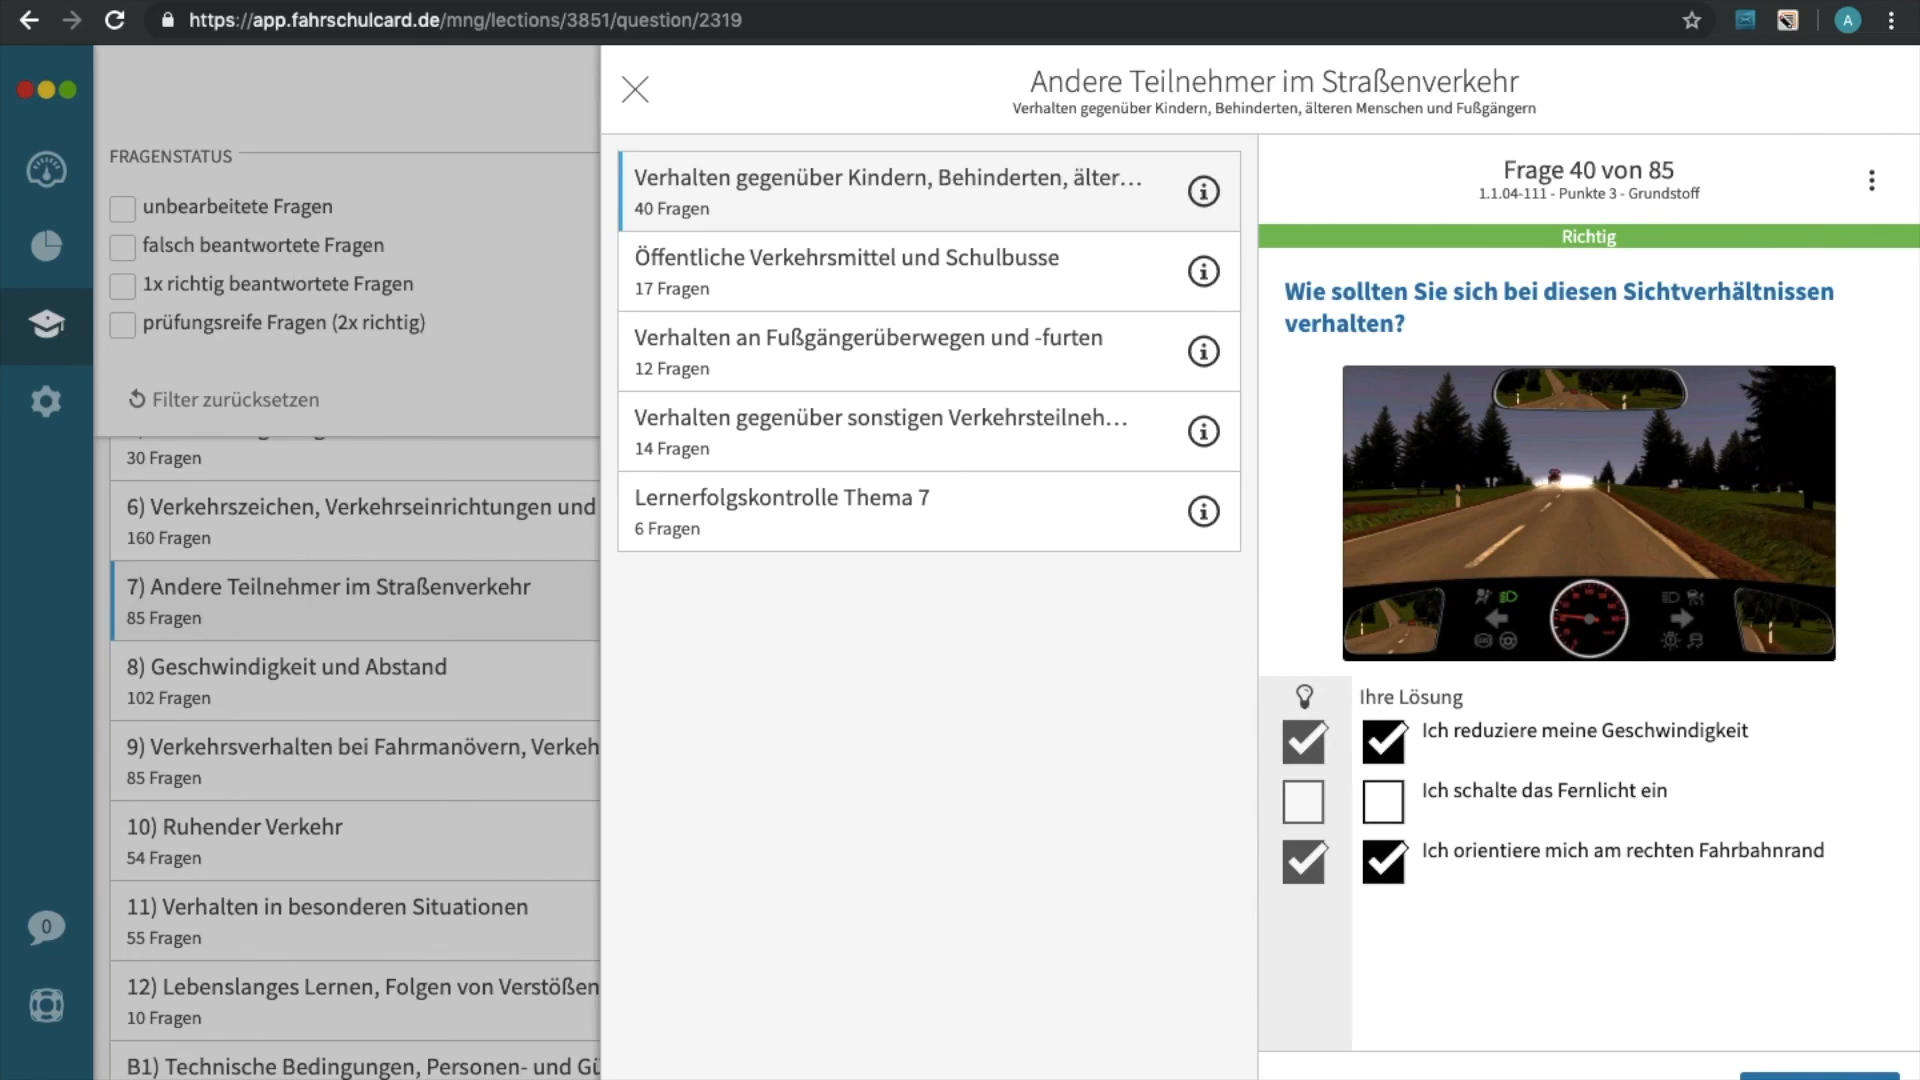 https://app.fahrschulcard.de/mng/lections/3851/question/2319
A
FRAGENSTATUS
unbearbeitete Fragen
falsch beantwortete Fragen
1x richtig beantwortete Fragen
prüfungsreife Fragen (2x richtig)
Filter zurücksetzen
30 Fragen
6) Verkehrszeichen, Verkehrseinrichtungen und
160 Fragen
7) Andere Teilnehmer im Straßenverkehr
85 Fragen
8) Geschwindigkeit und Abstand
102 Fragen
9) Verkehrsverhalten bei Fahrmanövern, Verkeh
85 Fragen
10) Ruhender Verkehr
54 Fragen
11) Verhalten in besonderen Situationen
55 Fragen
12) Lebenslanges Lernen, Folgen von Verstößen
10 Fragen
B1) Technische Bedingungen, Personen- und Gü
0
Andere Teilnehmer im Straßenverkehr
Verhalten gegenüber Kindern, Behinderten, älteren Menschen und Fußgängern
Verhalten gegenüber Kindern, Behinderten, älter...
40 Fragen
Öffentliche Verkehrsmittel und Schulbusse
17 Fragen
Verhalten an Fußgängerüberwegen und -furten
12 Fragen
Verhalten gegenüber sonstigen Verkehrsteilneh...
14 Fragen
Lernerfolgskontrolle Thema 7
6 Fragen
Frage 40 von 85
1.1.04-111 - Punkte 3 - Grundstoff
Richtig
Wie sollten Sie sich bei diesen Sichtverhältnissen
verhalten?
Ihre Lösung
Ich reduziere meine Geschwindigkeit
Ich schalte das Fernlicht ein
Ich orientiere mich am rechten Fahrbahnrand